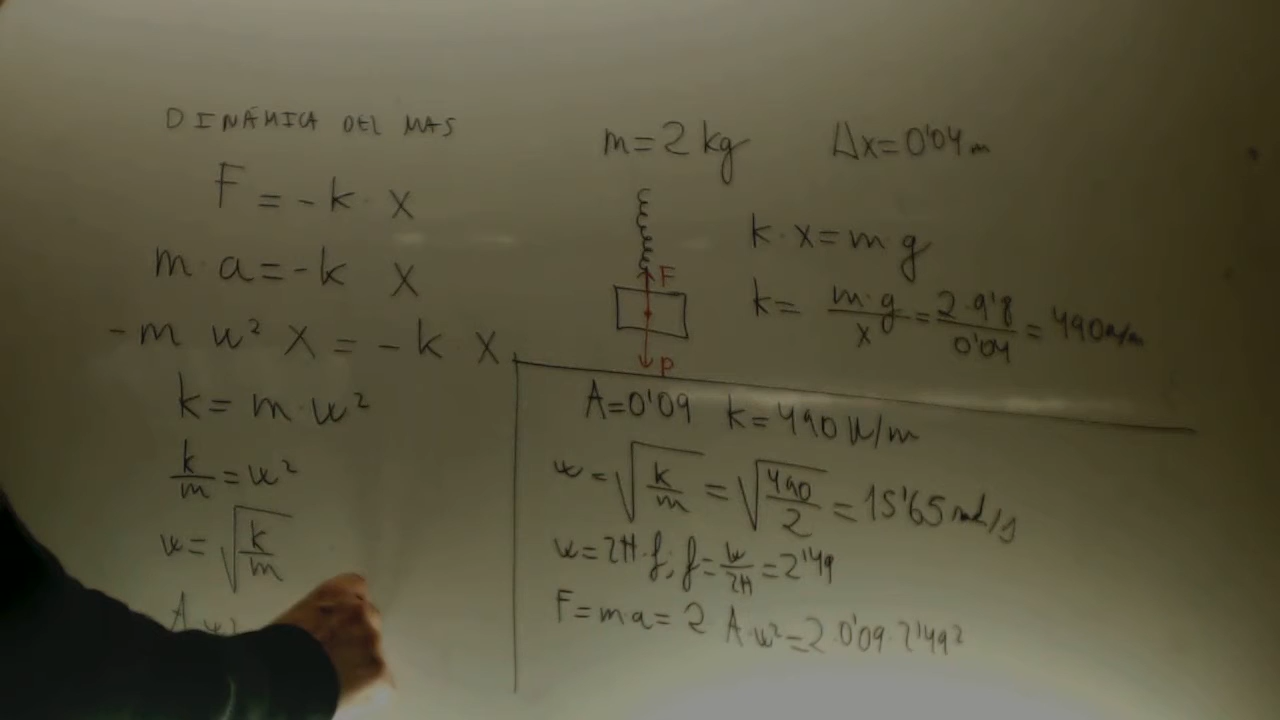 DINÁMICA DEL MAS
F = -k · x
m · a = -k x
-m w² x = -k · x
k = m · w²
k/m = w²
w = √(k/m)
A w²
m = 2 kg Δx = 0'04 m
F
P
k · x = m g
k = m·g/x = 2·9'8/0'04 = 490 N/m
A = 0'09 k = 490 N/m
w = √(k/m) = √(490/2) = 15'65 rad/s
w = 2π·f; f = w/2π = 2'49
F = m·a = 2 A·w² = 2·0'09·2'49²